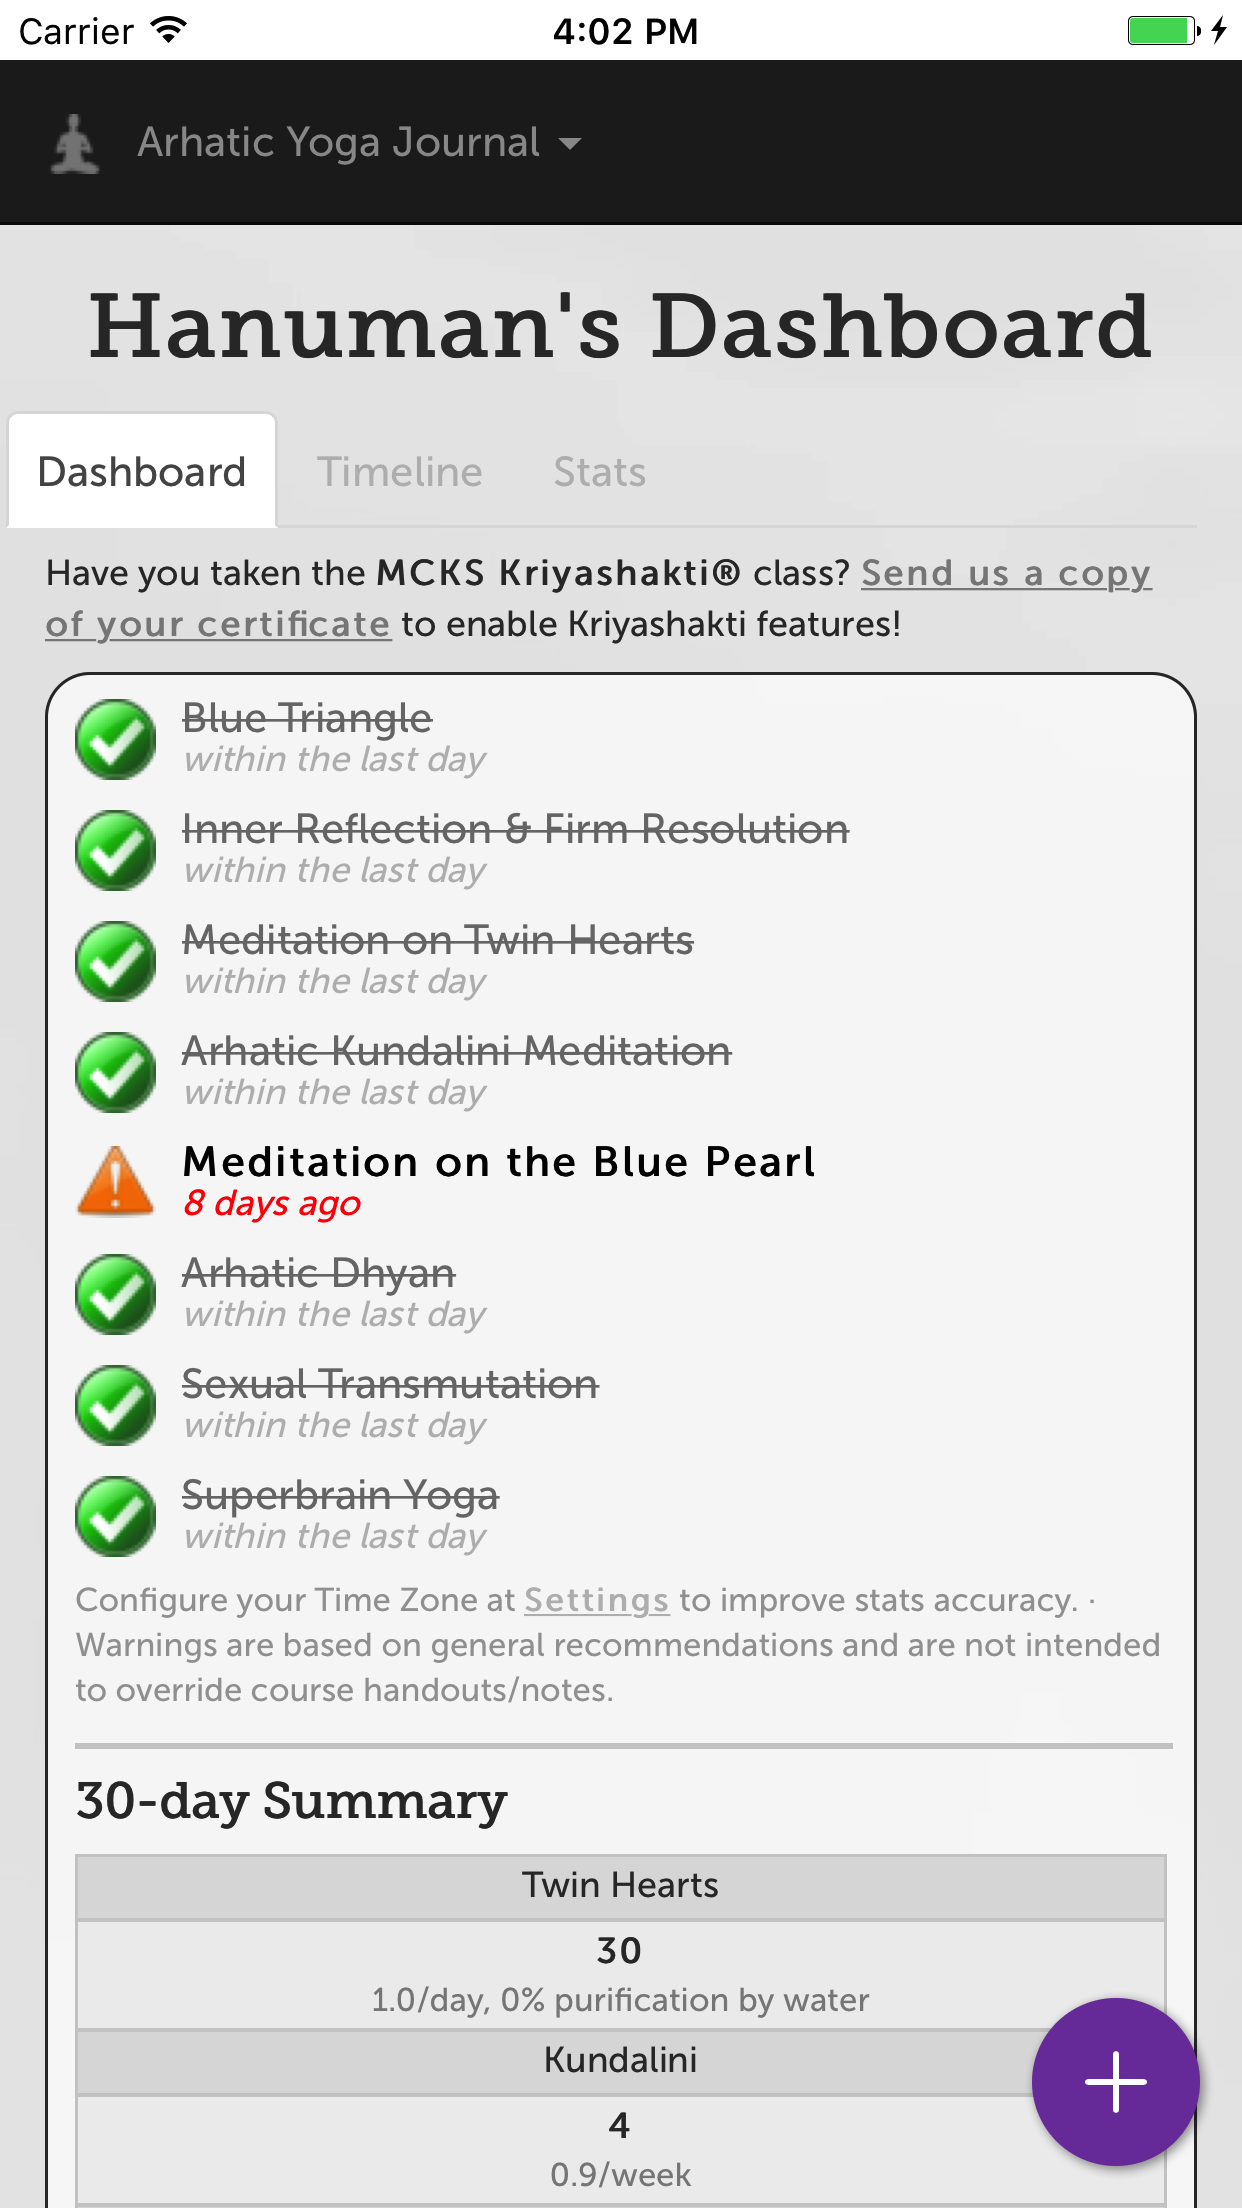 Carrier 4:02 PM
Arhatic Yoga Journal
Hanuman's Dashboard
Dashboard Timeline Stats
Have you taken the MCKS Kriyashakti® class? Send us a copy
of your certificate to enable Kriyashakti features!
Blue Triangle
within the last day
Inner Reflection & Firm Resolution
within the last day
Meditation on Twin Hearts
within the last day
Arhatic Kundalini Meditation
within the last day
Meditation on the Blue Pearl
8 days ago
Arhatic Dhyan
within the last day
Sexual Transmutation
within the last day
Superbrain Yoga
within the last day
Configure your Time Zone at Settings to improve stats accuracy. ·
Warnings are based on general recommendations and are not intended
to override course handouts/notes.
30-day Summary
Twin Hearts
30
1.0/day, 0% purification by water
Kundalini
4
0.9/week